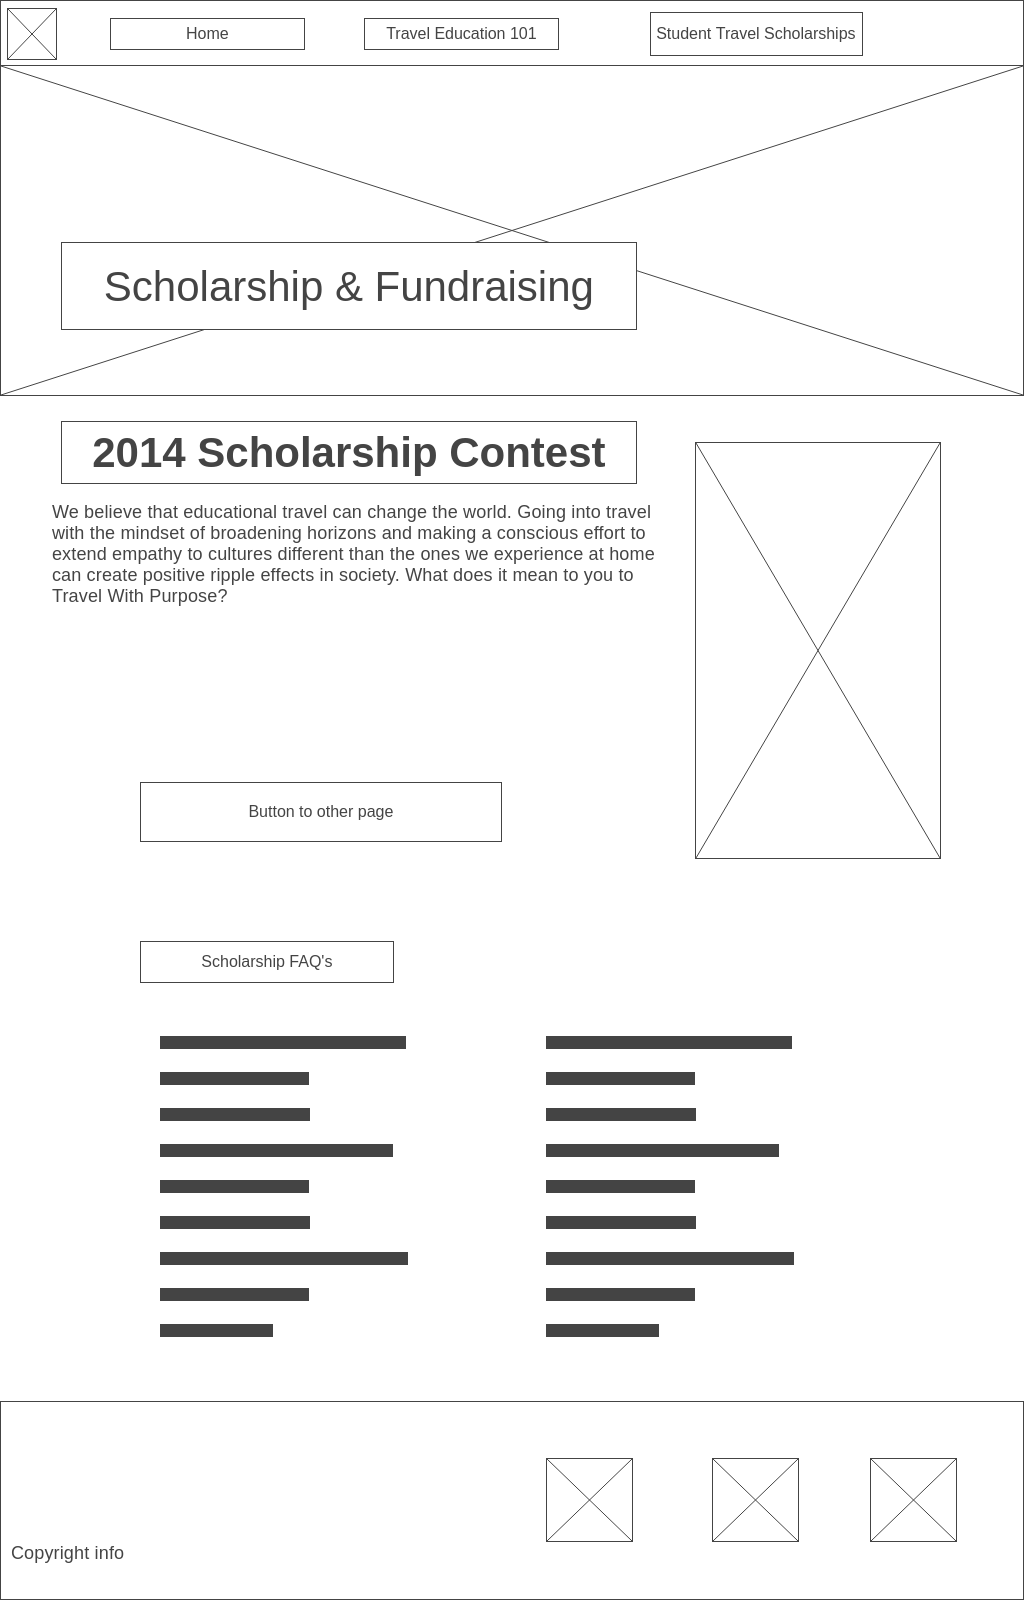 Home
Travel Education 101
Student Travel Scholarships
Scholarship & Fundraising
2014 Scholarship Contest
We believe that educational travel can change the world. Going into travel
with the mindset of broadening horizons and making a conscious effort to
extend empathy to cultures different than the ones we experience at home
can create positive ripple effects in society. What does it mean to you to
Travel With Purpose?
Button to other page
Scholarship FAQ's
Copyright info